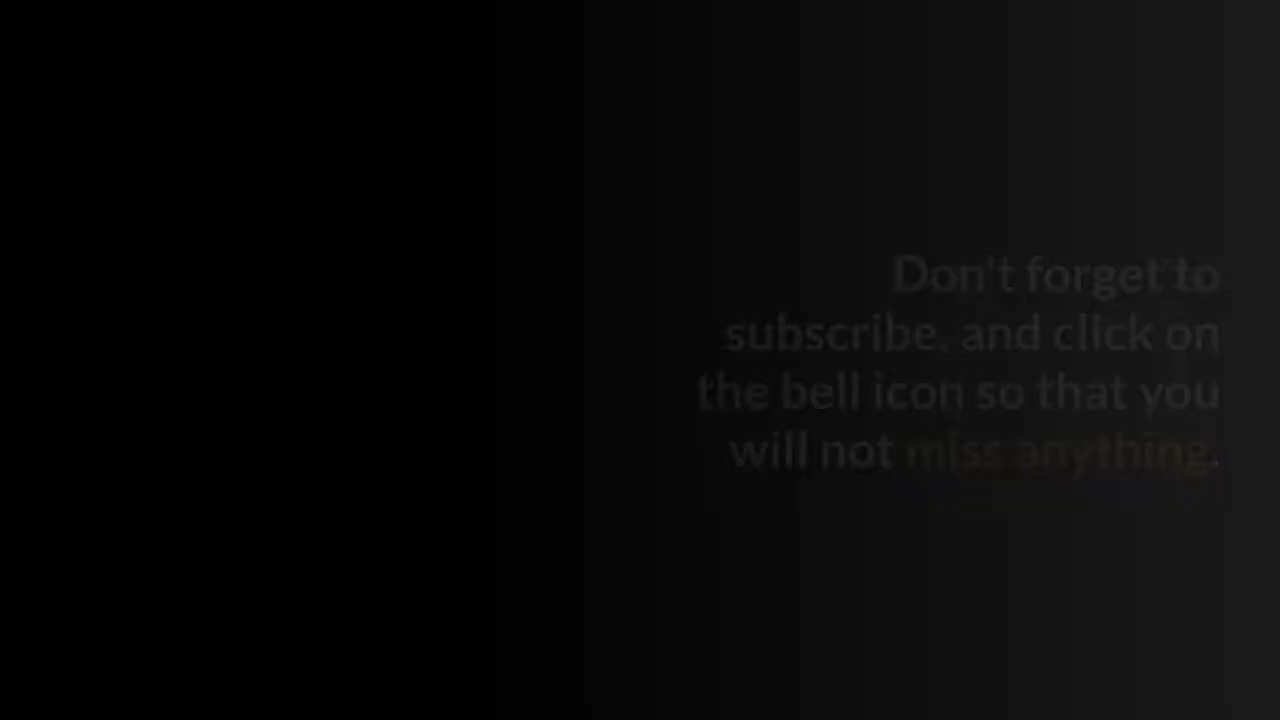 Don't forget to
subscribe, and click on
the bell icon so that you
will not miss anything.